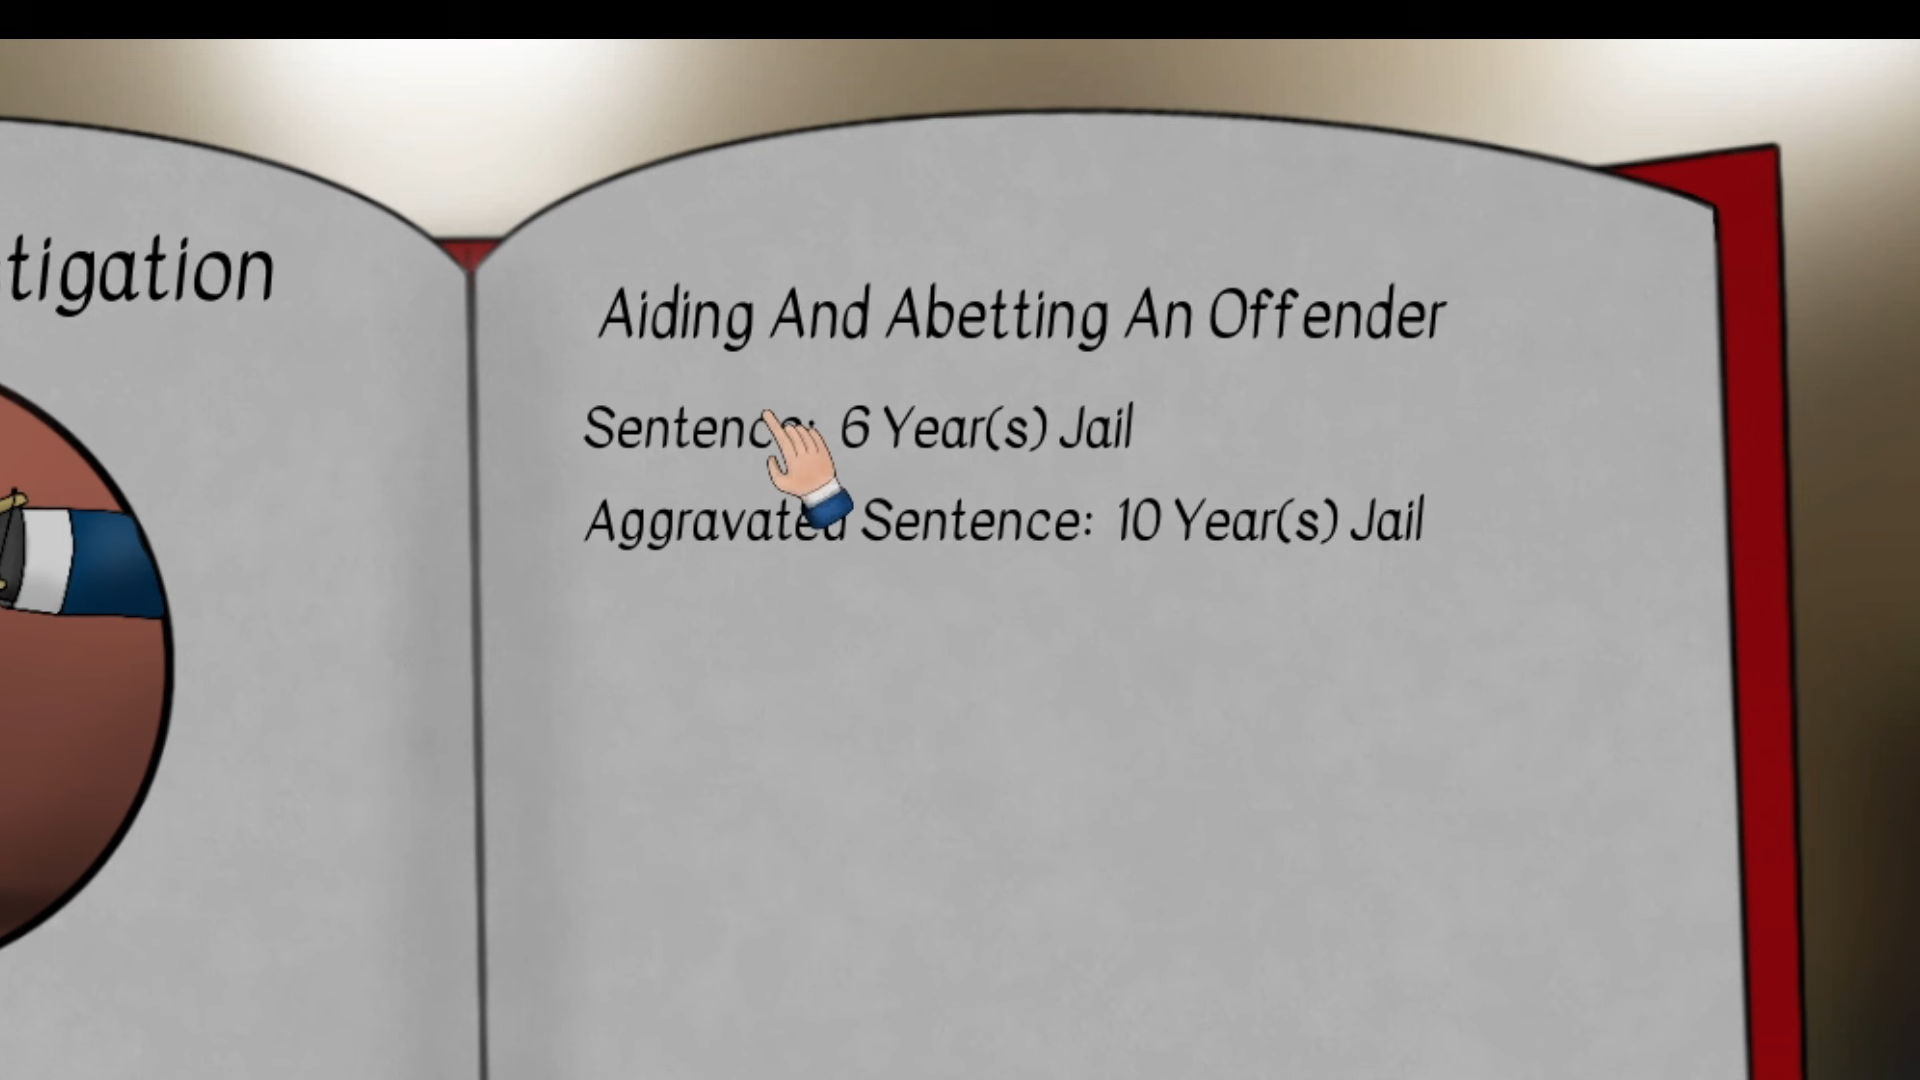 tigation
Aiding And Abetting An Offender
Sentence: 6 Year(s) Jail
Aggravated Sentence: 10 Year(s) Jail